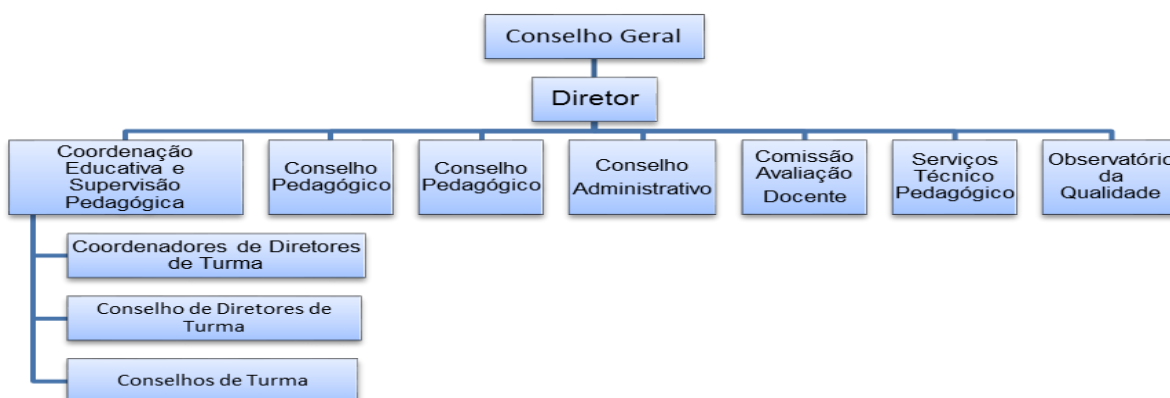 Conselho Geral
Diretor
Coordenação
Educativa e
Supervisão
Pedagógica
Conselho
Pedagógico
Conselho
Pedagógico
Conselho
Administrativo
Comissão
Avaliação
Docente
Serviços
Técnico
Pedagógico
Observatório
da
Qualidade
Coordenadores de Diretores
de Turma
Conselho de Diretores de
Turma
Conselhos de Turma